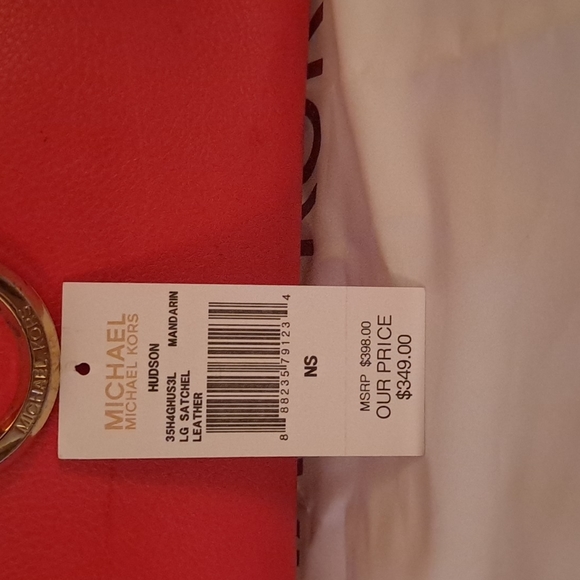 MICHAEL
MICHAEL KORS
HUDSON
35H4GHUS3L MANDARIN
LG SATCHEL
LEATHER
8 88235 79123 4
NS
MSRP $398.00
OUR PRICE
$349.00
MICHAEL KORS
KOR